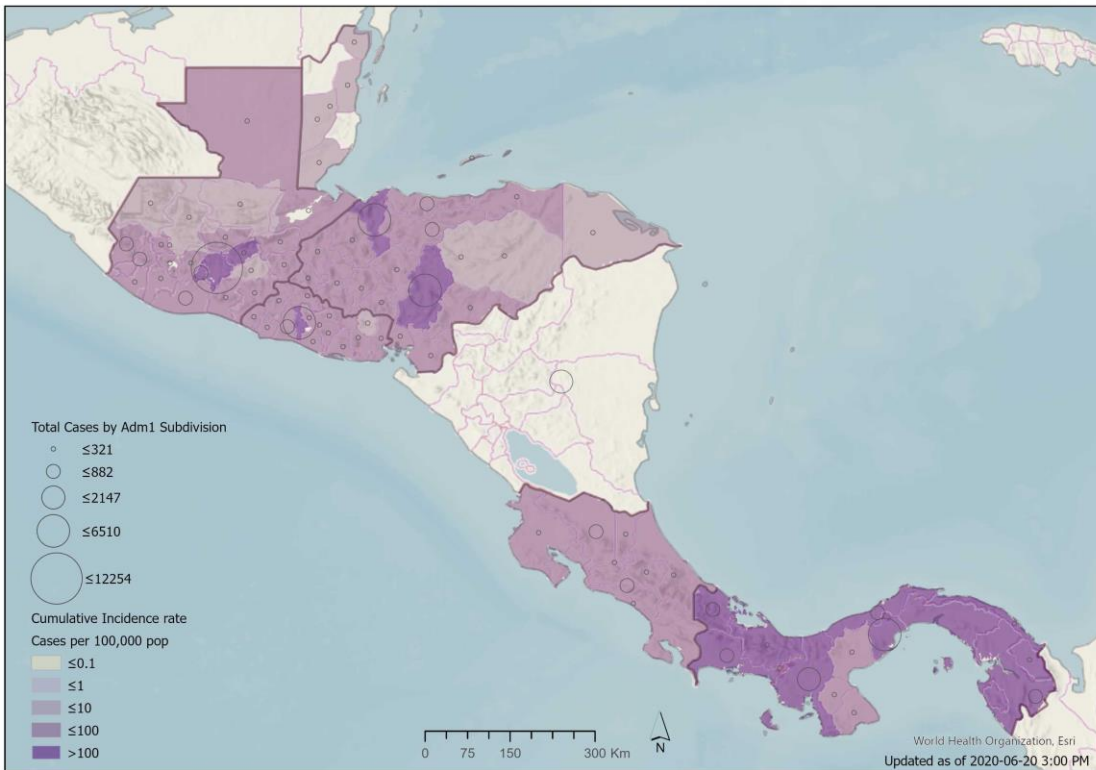 Total Cases by Adm1 Subdivision
≤321
≤882
≤2147
≤6510
≤12254
Cumulative Incidence rate
Cases per 100,000 pop
≤0.1
≤1
≤10
≤100
>100
0 75 150 300 Km
N
World Health Organization, Esri
Updated as of 2020-06-20 3:00 PM